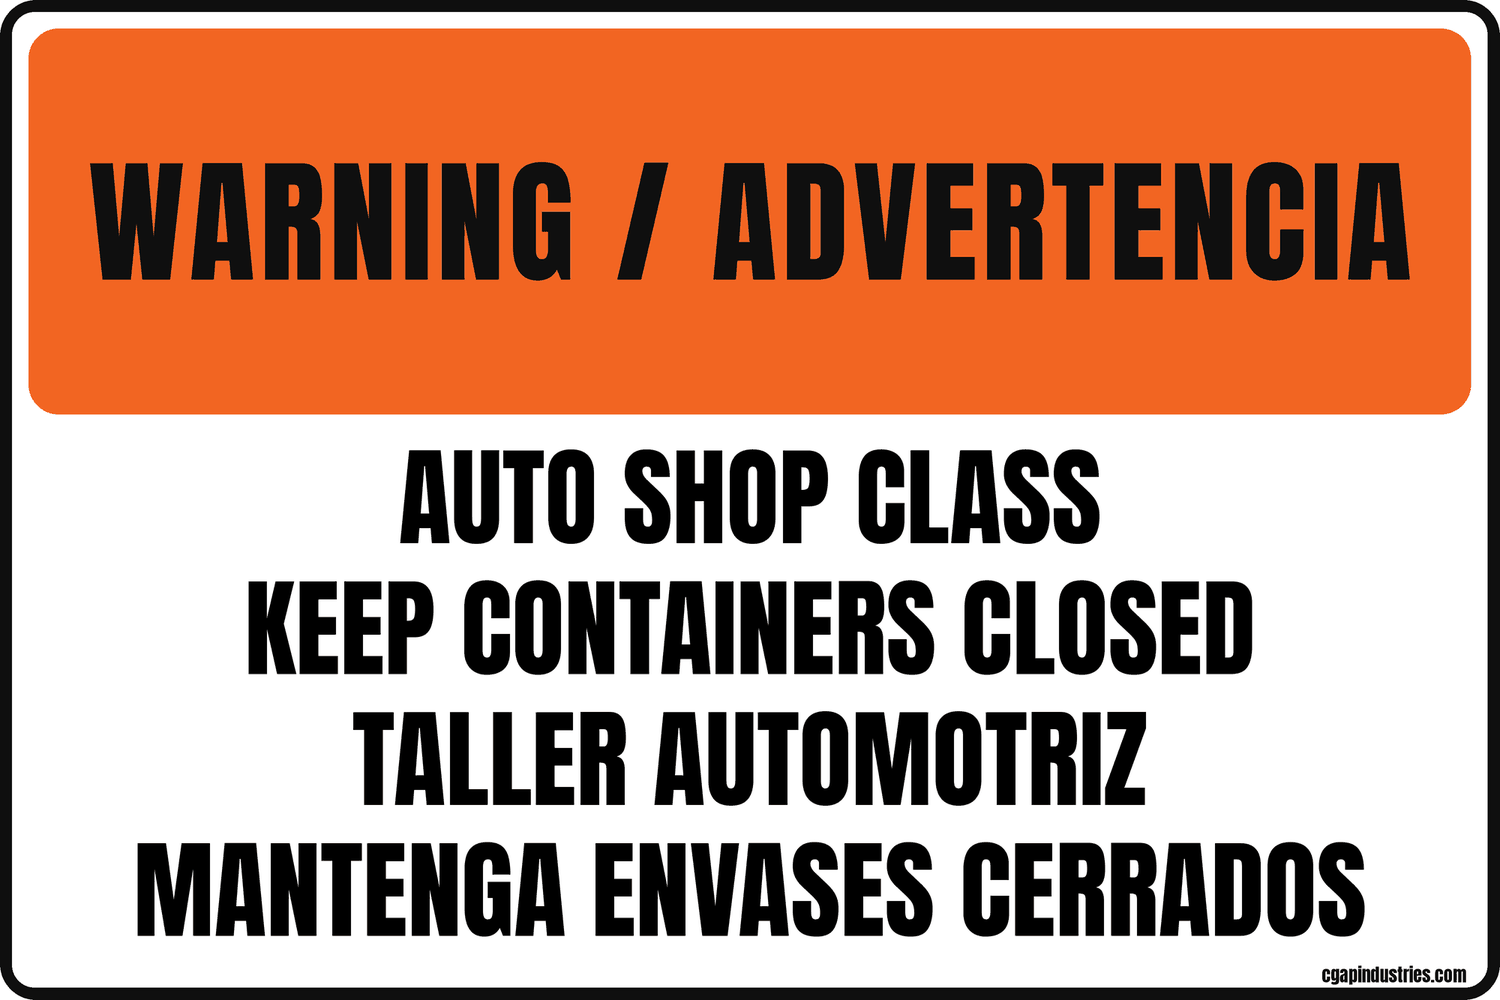 WARNING / ADVERTENCIA
AUTO SHOP CLASS
KEEP CONTAINERS CLOSED
TALLER AUTOMOTRIZ
MANTENGA ENVASES CERRADOS
cgapindustries.com